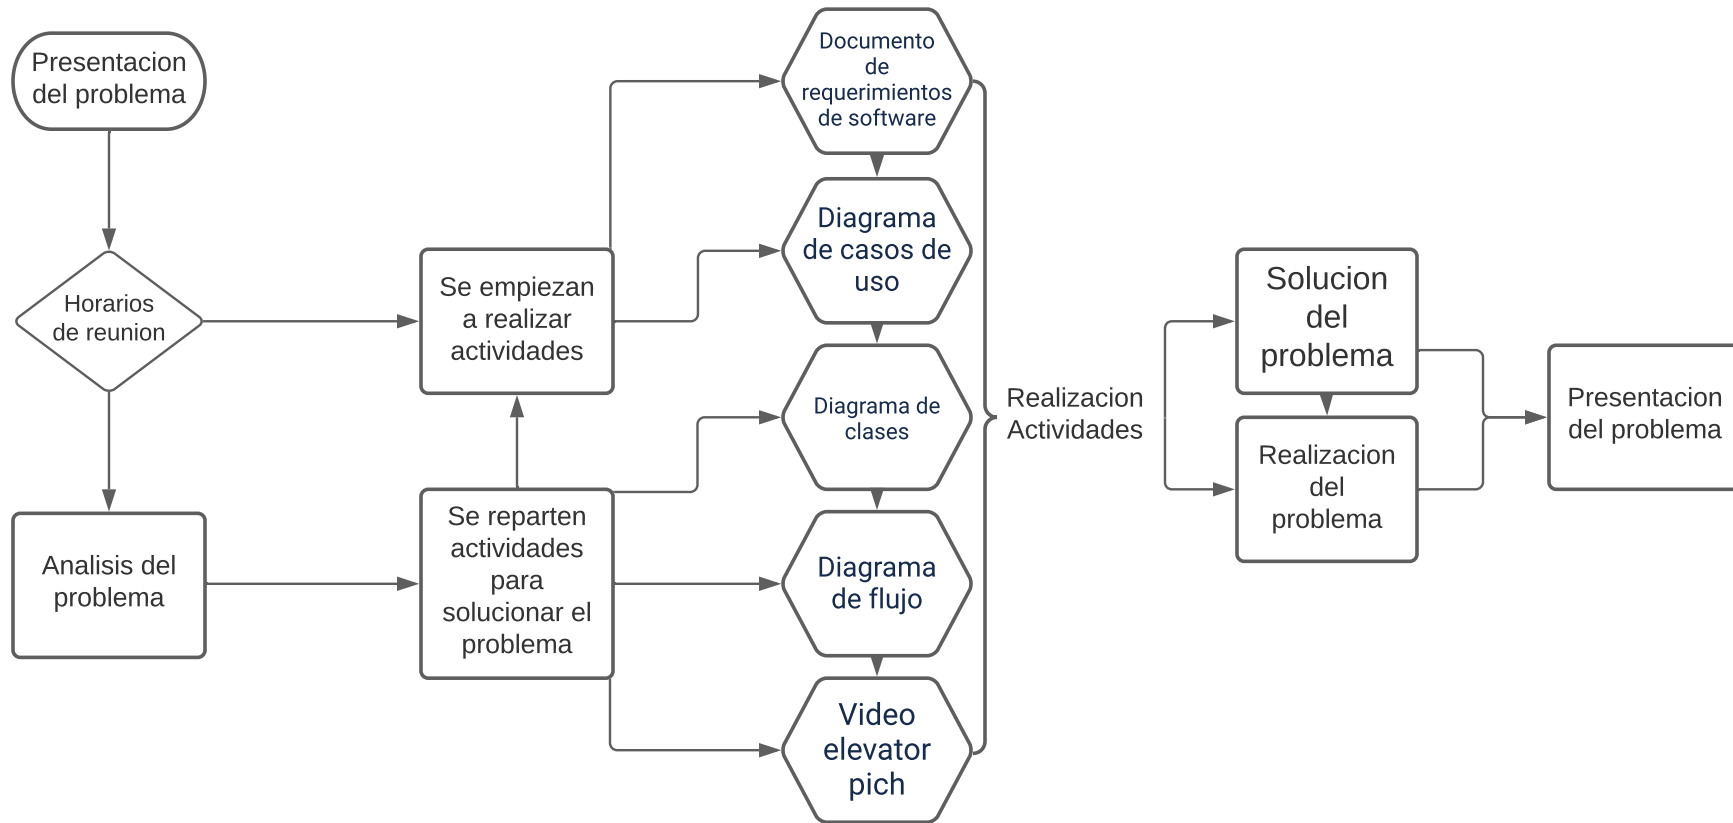 Presentacion
del problema
Horarios
de reunion
Analisis del
problema
Se empiezan
a realizar
actividades
Se reparten
actividades
para
solucionar el
problema
Documento
de
requerimientos
de software
Diagrama
de casos de
uso
Diagrama de
clases
Diagrama
de flujo
Video
elevator
pich
Realizacion
Actividades
Solucion
del
problema
Realizacion
del
problema
Presentacion
del problema